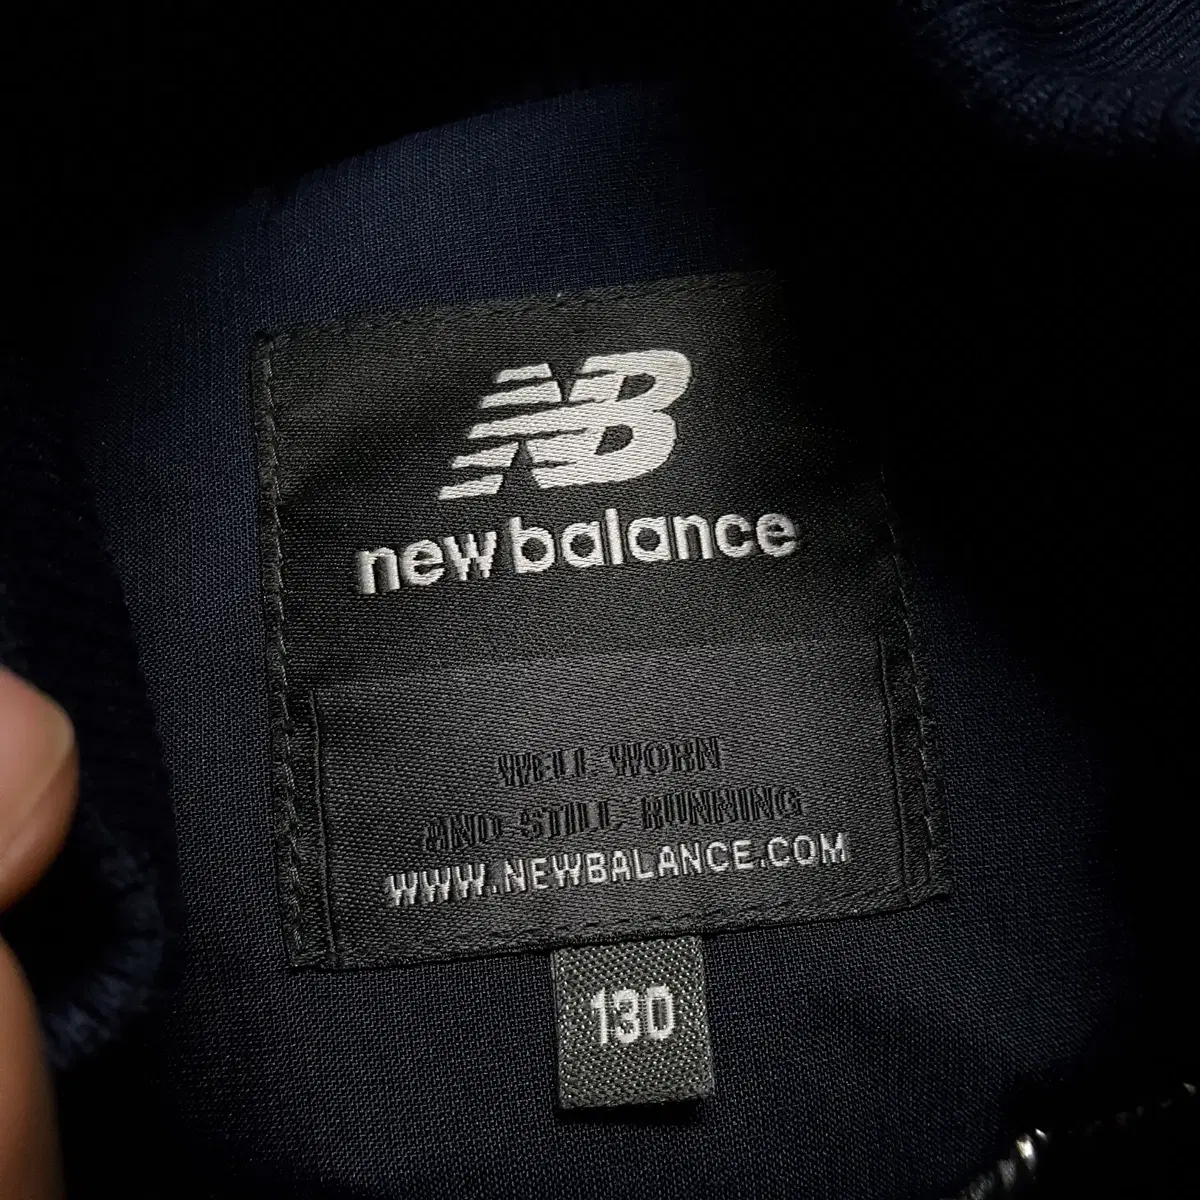 NB
new balance
WELL WORN
AND STILL RUNNING
WWW.NEWBALANCE.COM
130